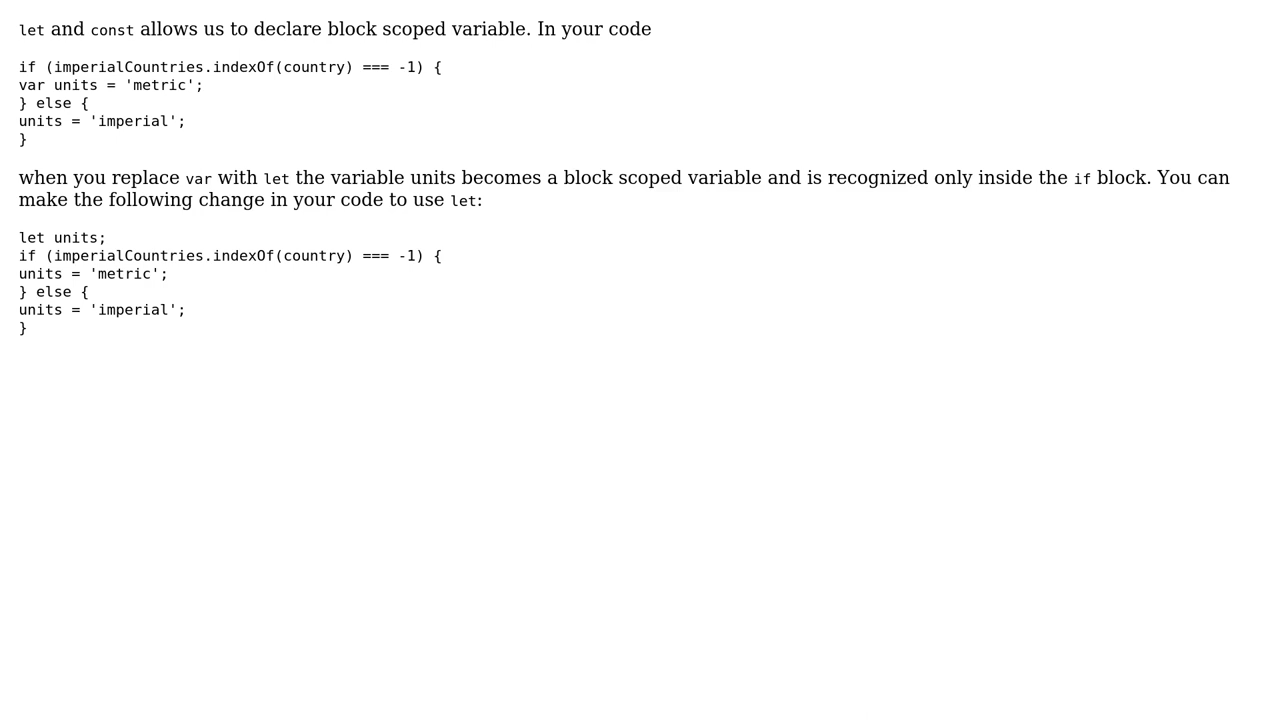 let and const allows us to declare block scoped variable. In your code
if (imperialCountries.indexOf(country) === -1) {
var units = 'metric';
} else {
units = 'imperial';
}
when you replace var with let the variable units becomes a block scoped variable and is recognized only inside the if block. You can
make the following change in your code to use let:
let units;
if (imperialCountries.indexOf(country) === -1) {
units = 'metric';
} else {
units = 'imperial';
}